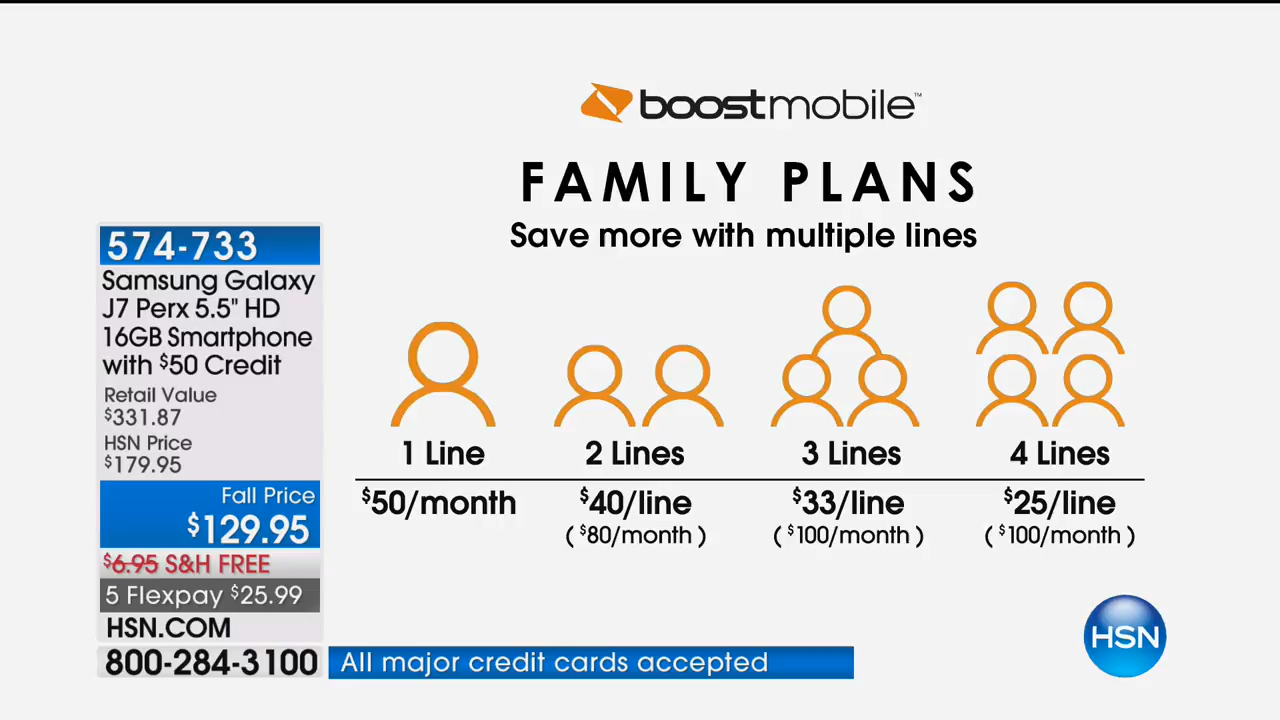 boostmobile™
FAMILY PLANS
Save more with multiple lines
574-733
Samsung Galaxy
J7 Perx 5.5" HD
16GB Smartphone
with $50 Credit
Retail Value
$331.87
HSN Price
$179.95
Fall Price
$129.95
$6.95 S&H FREE
5 Flexpay $25.99
HSN.COM
800-284-3100
1 Line 2 Lines 3 Lines 4 Lines
$50/month $40/line $33/line $25/line
( $80/month ) ( $100/month ) ( $100/month )
HSN
All major credit cards accepted